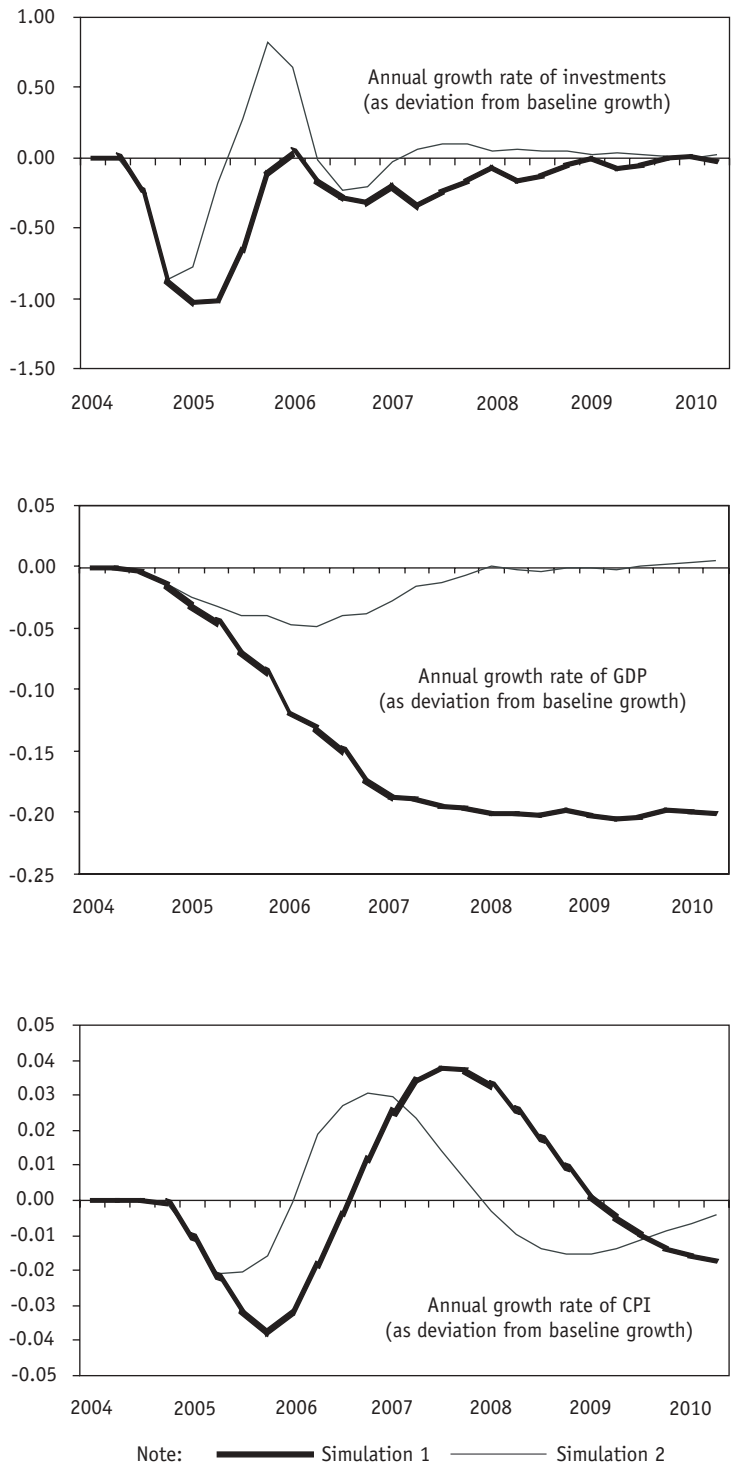 1.00
0.50
0.00
-0.50
-1.00
-1.50
Annual growth rate of investments
(as deviation from baseline growth)
2004 2005 2006 2007 2008 2009 2010
0.05
0.00
-0.05
-0.10
-0.15
-0.20
-0.25
Annual growth rate of GDP
(as deviation from baseline growth)
2004 2005 2006 2007 2008 2009 2010
0.05
0.04
0.03
0.02
0.01
0.00
-0.01
-0.02
-0.03
-0.04
-0.05
Annual growth rate of CPI
(as deviation from baseline growth)
2004 2005 2006 2007 2008 2009 2010
Note: Simulation 1 Simulation 2